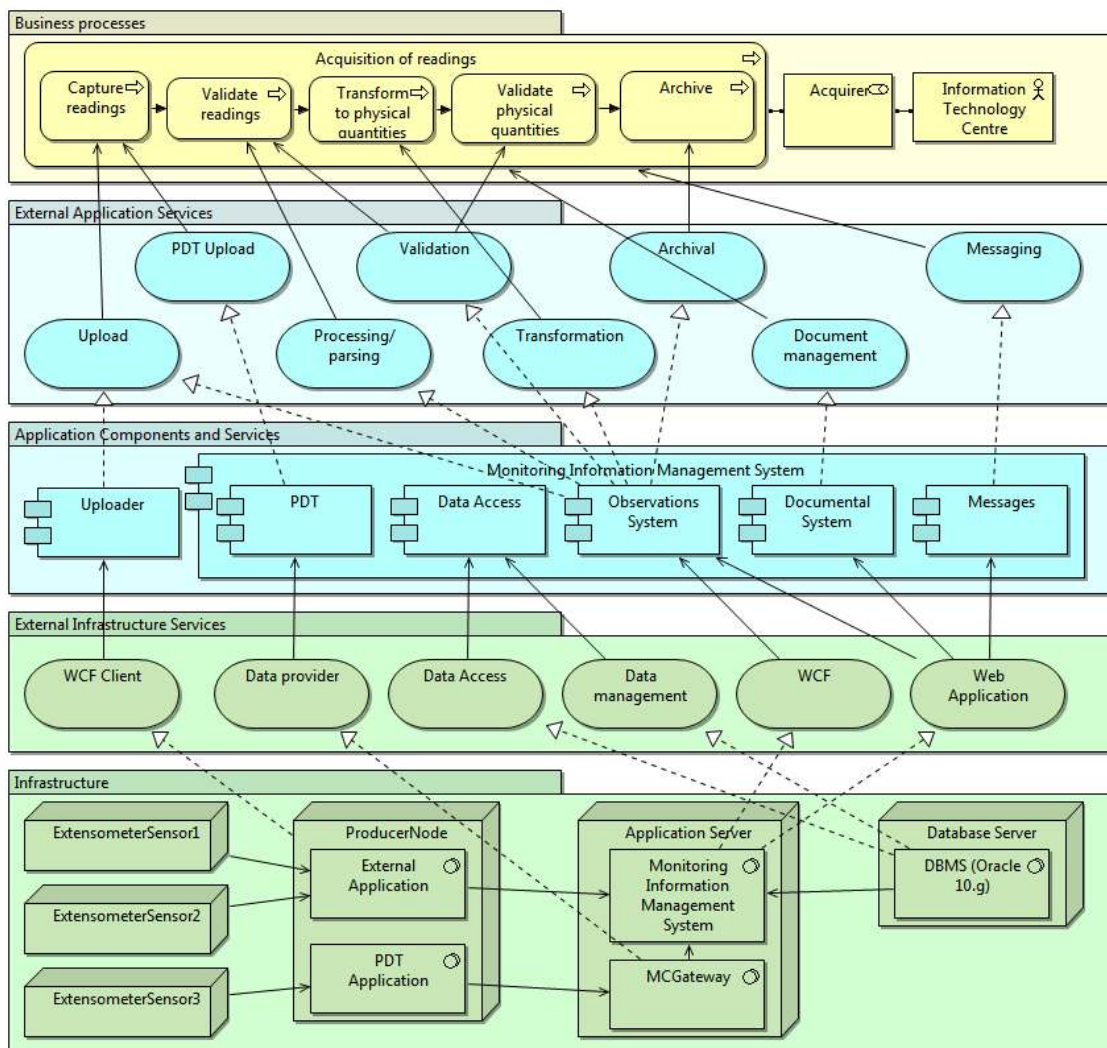 Business processes
Acquisition of readings
Capture
readings
Validate
readings
Transform
to physical
quantities
Validate
physical
quantities
Archive
Acquirer
Information
Technology
Centre
External Application Services
PDT Upload
Validation
Archival
Messaging
Upload
Processing/
parsing
Transformation
Document
management
Application Components and Services
Monitoring Information Management System
Uploader
PDT
Data Access
Observations
System
Documental
System
Messages
External Infrastructure Services
WCF Client
Data provider
Data Access
Data
management
WCF
Web
Application
Infrastructure
ExtensometerSensor1
ExtensometerSensor2
ExtensometerSensor3
ProducerNode
External
Application
PDT
Application
Application Server
Monitoring
Information
Management
System
MCGateway
Database Server
DBMS (Oracle
10.g)